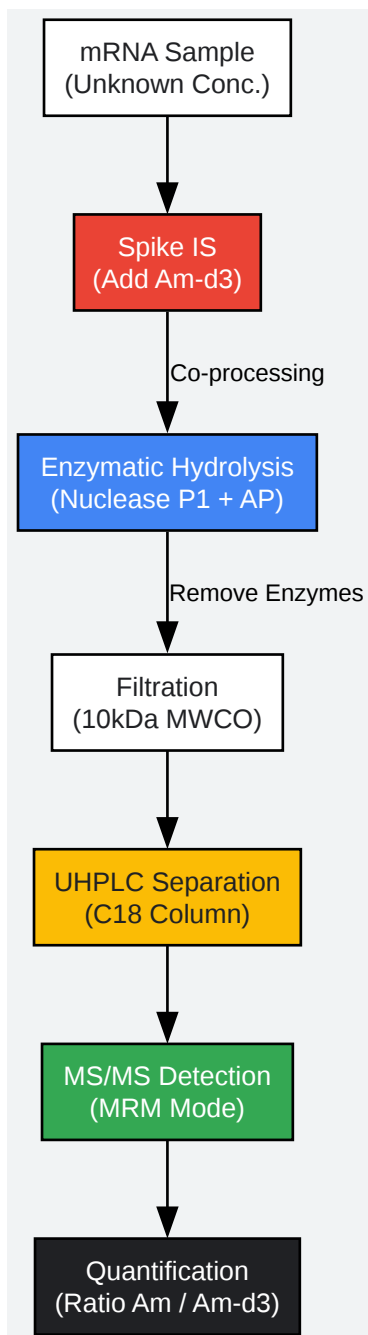 mRNA Sample
(Unknown Conc.)
Spike IS
(Add Am-d3)
Co-processing
Enzymatic Hydrolysis
(Nuclease P1 + AP)
Remove Enzymes
Filtration
(10kDa MWCO)
UHPLC Separation
(C18 Column)
MS/MS Detection
(MRM Mode)
Quantification
(Ratio Am / Am-d3)